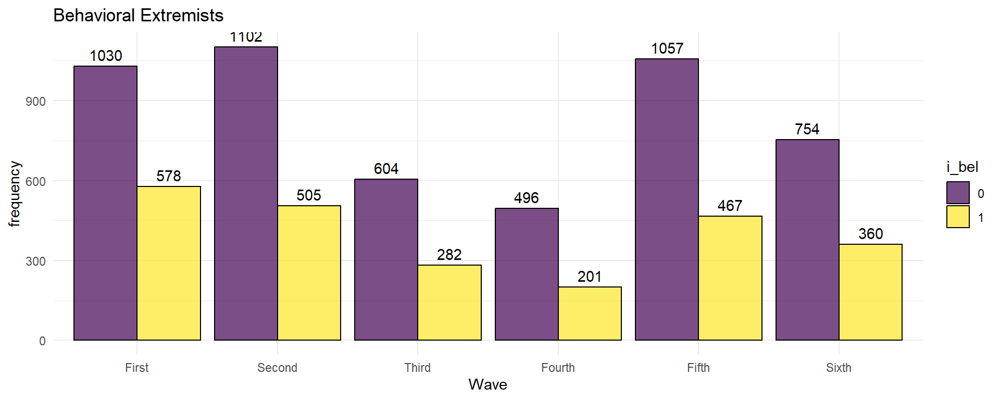 Behavioral Extremists
1030
578
1102
505
604
282
496
201
1057
467
754
360
900
600
300
0
frequency
First
Second
Third
Fourth
Fifth
Sixth
Wave
i_bel
0
1